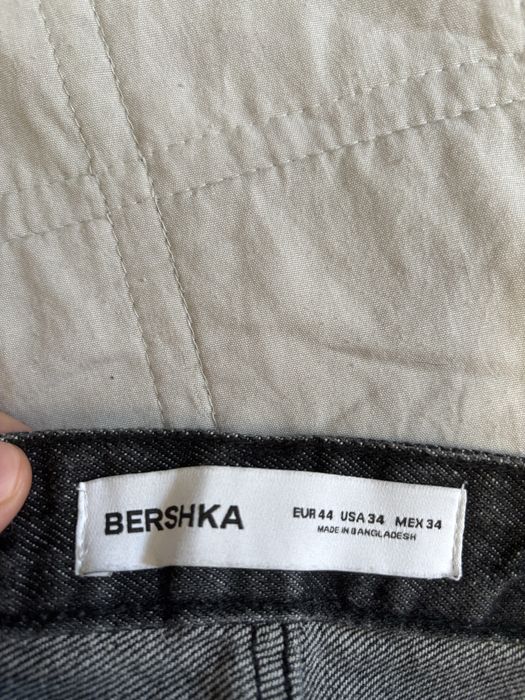 BERSHKA
EUR 44 USA 34 MEX 34
MADE IN BANGLADESH